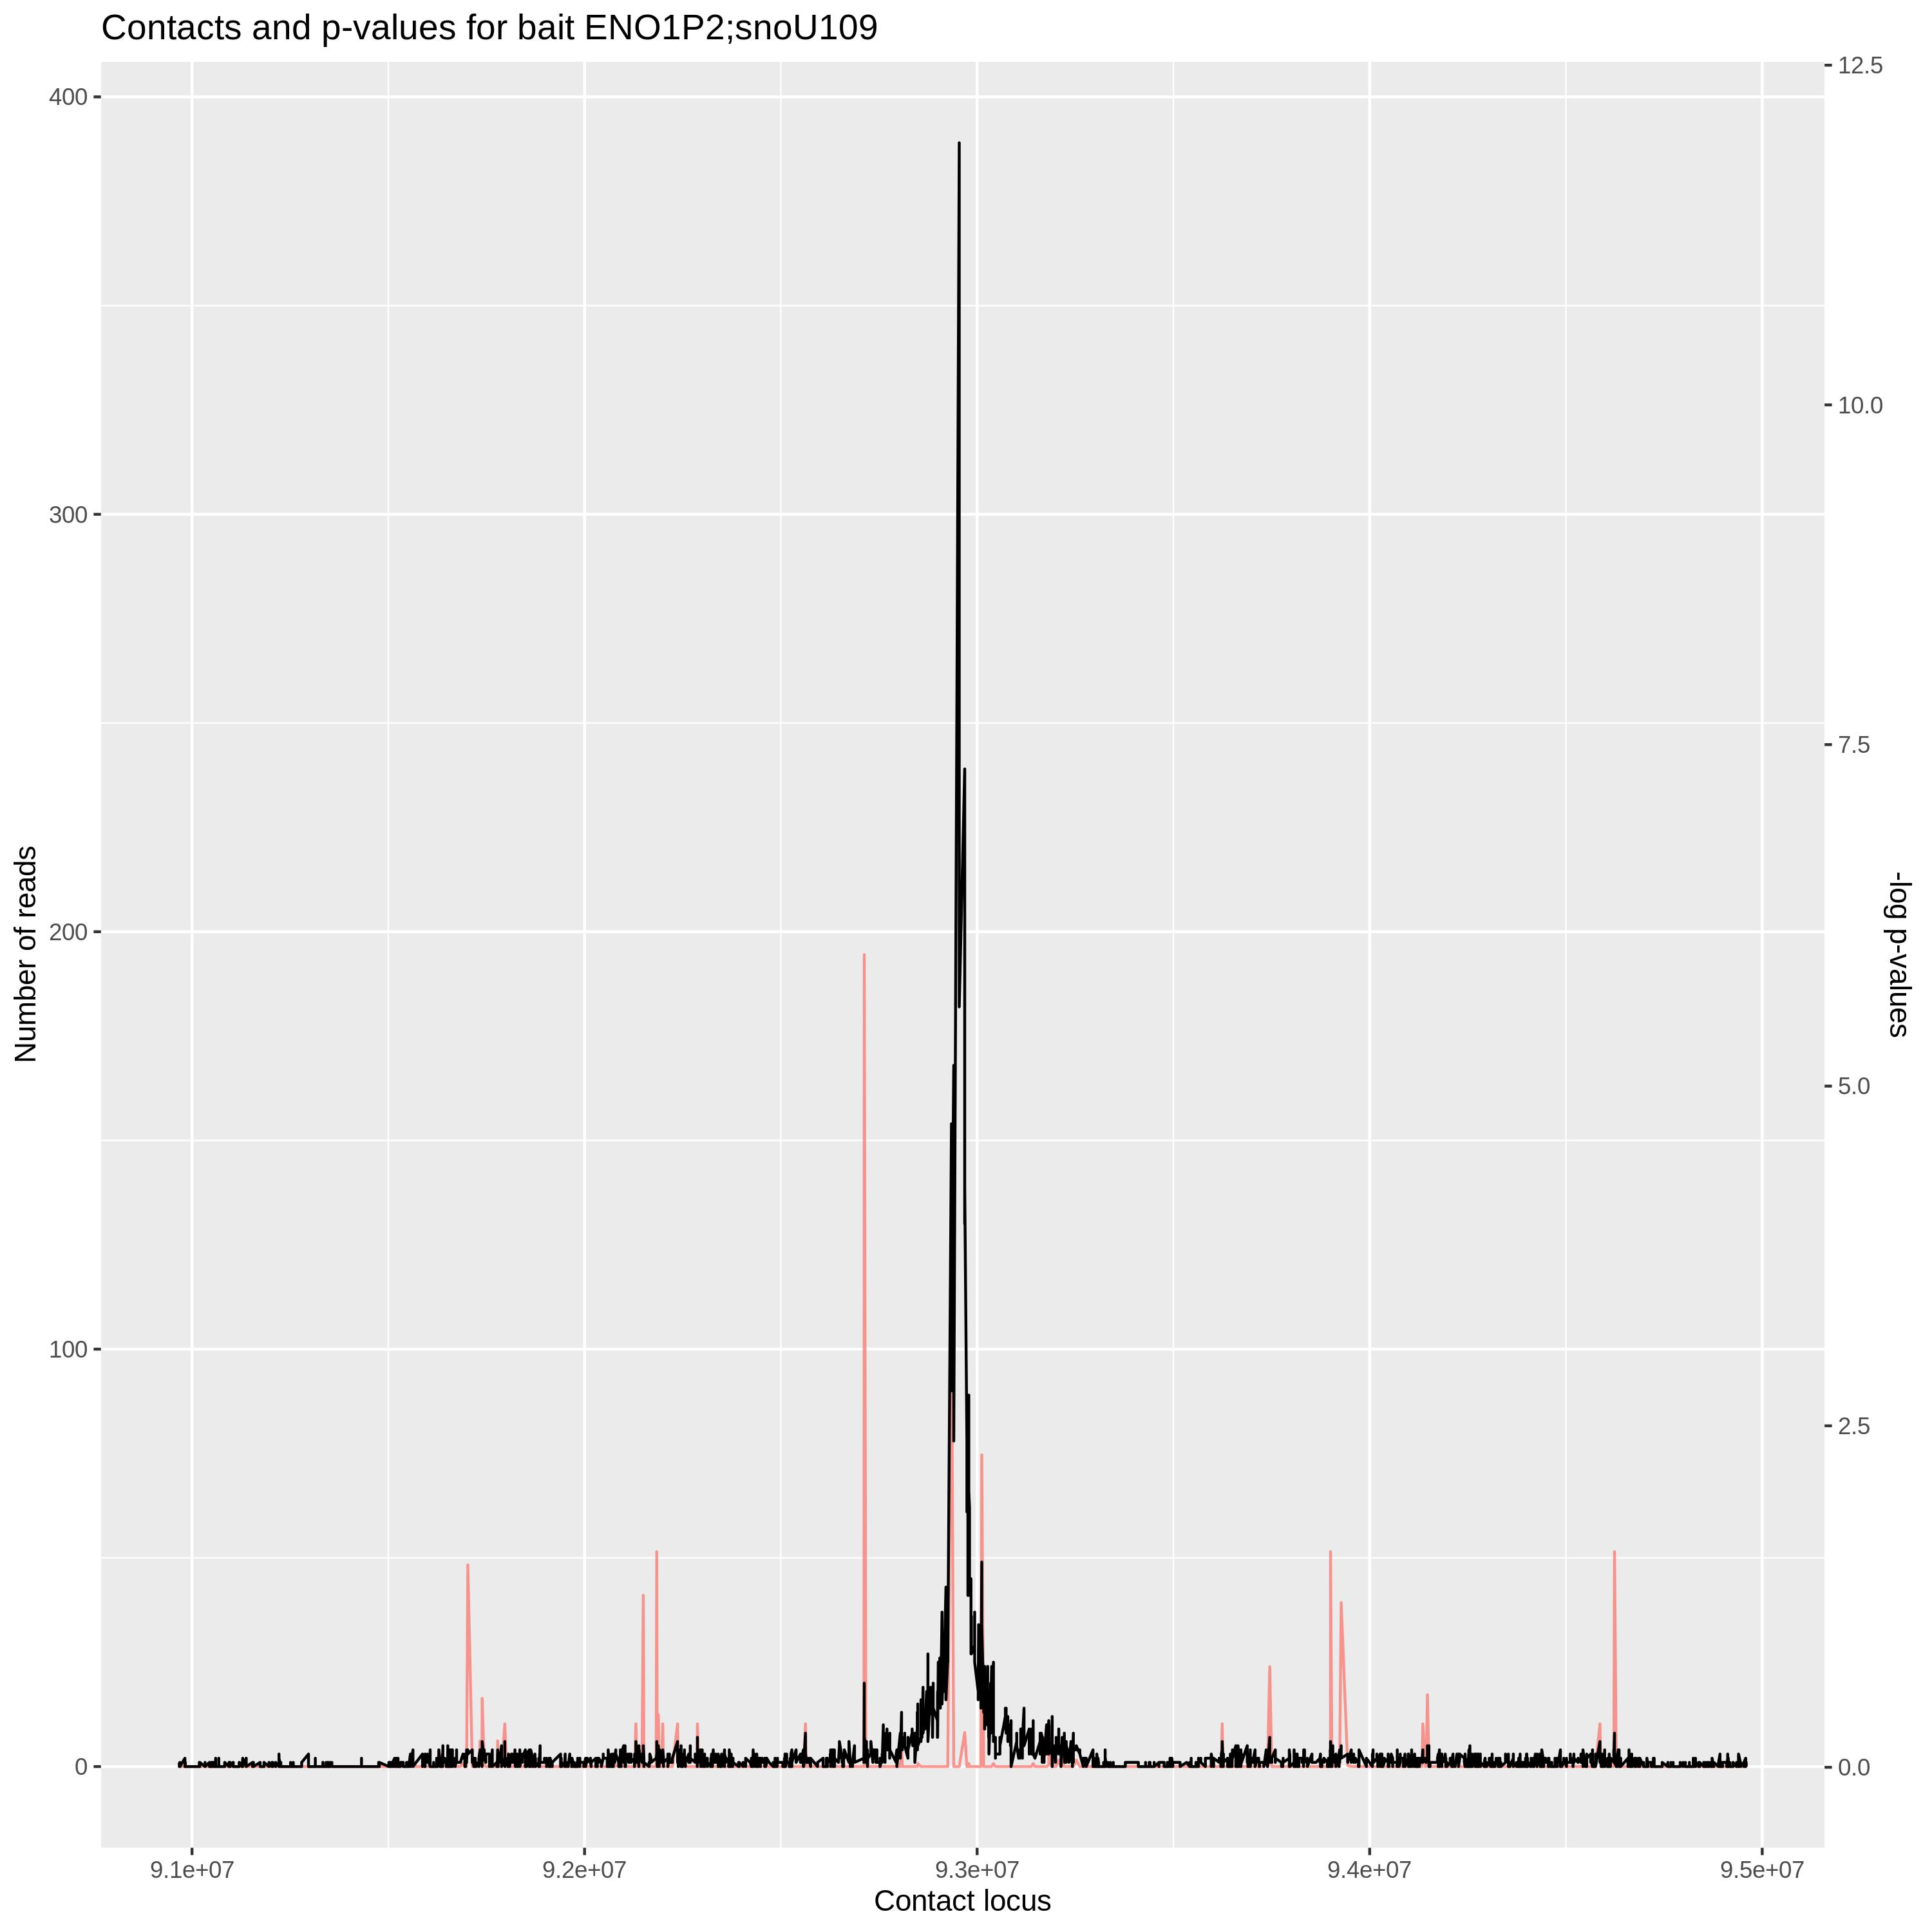 Contacts and p-values for bait ENO1P2;snoU109
400
300
200
100
0
Number of reads
12.5
10.0
7.5
5.0
2.5
0.0
-log p-values
9.1e+07
9.2e+07
9.3e+07
9.4e+07
9.5e+07
Contact locus